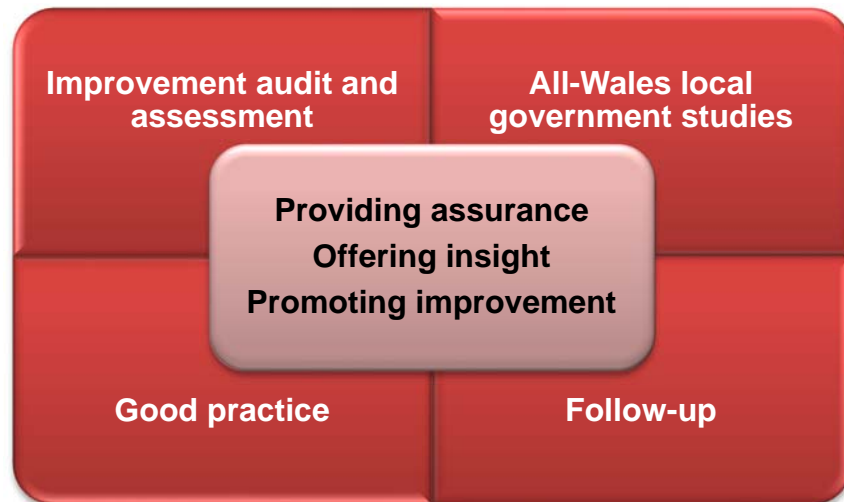 Improvement audit and
assessment
All-Wales local
government studies
Providing assurance
Offering insight
Promoting improvement
Good practice
Follow-up